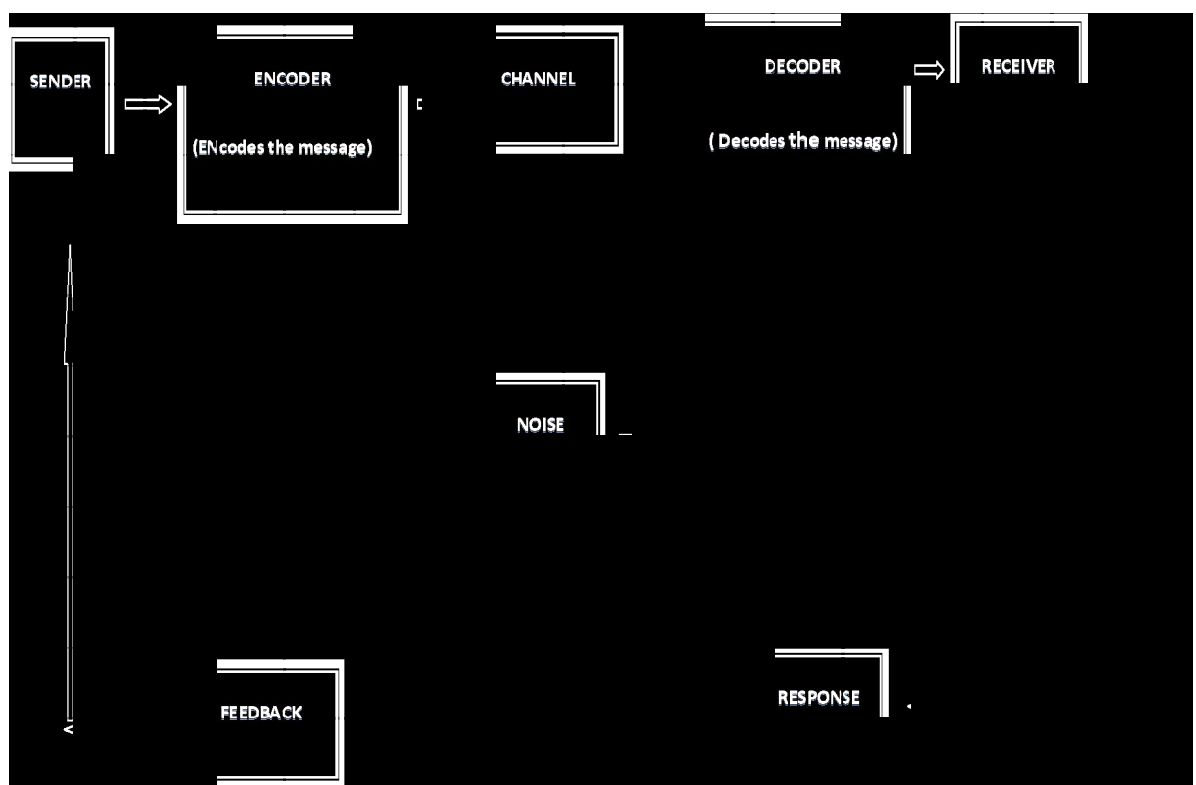 SENDER
ENCODER
(ENcodes the message)
CHANNEL
DECODER
( Decodes the message)
RECEIVER
NOISE
FEEDBACK
RESPONSE